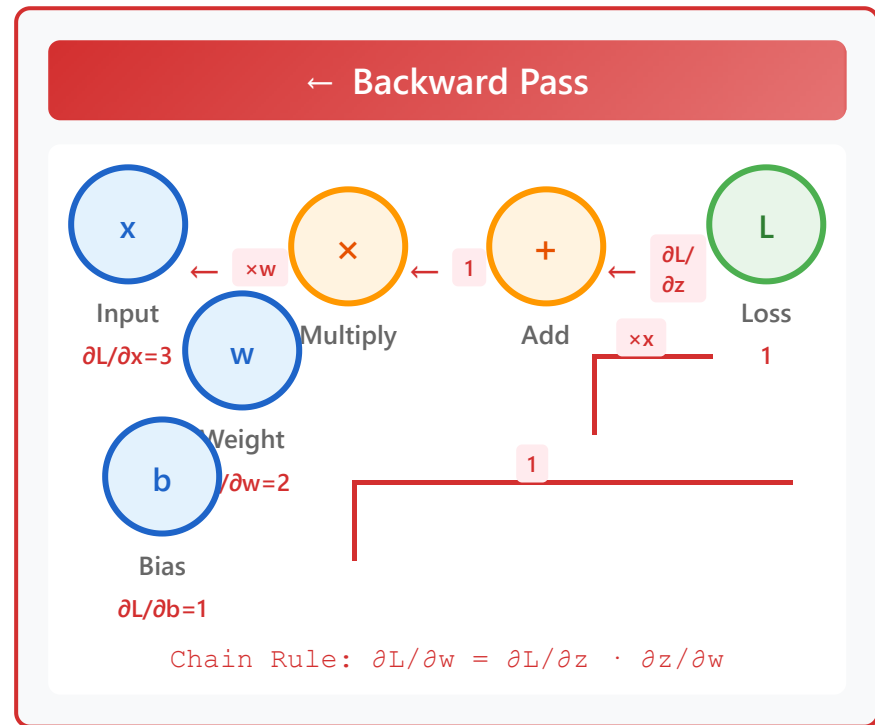 ← Backward Pass
x
Input
∂L/∂x=3
← ×w
×
Multiply
← 1
+
Add
← ∂L/
∂z
L
Loss
1
w
Weight
/∂w=2
×x
b
Bias
∂L/∂b=1
1
Chain Rule: ∂L/∂w = ∂L/∂z · ∂z/∂w